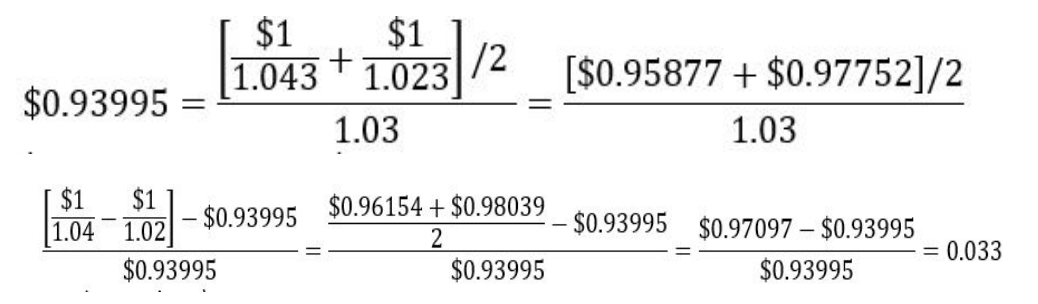 $0.93995 = [$1/1.043 + $1/1.023]/2 / 1.03 = [$0.95877 + $0.97752]/2 / 1.03
[$1/1.04 − $1/1.02] − $0.93995 / $0.93995 = ($0.96154 + $0.98039)/2 − $0.93995 / $0.93995 = $0.97097 − $0.93995 / $0.93995 = 0.033